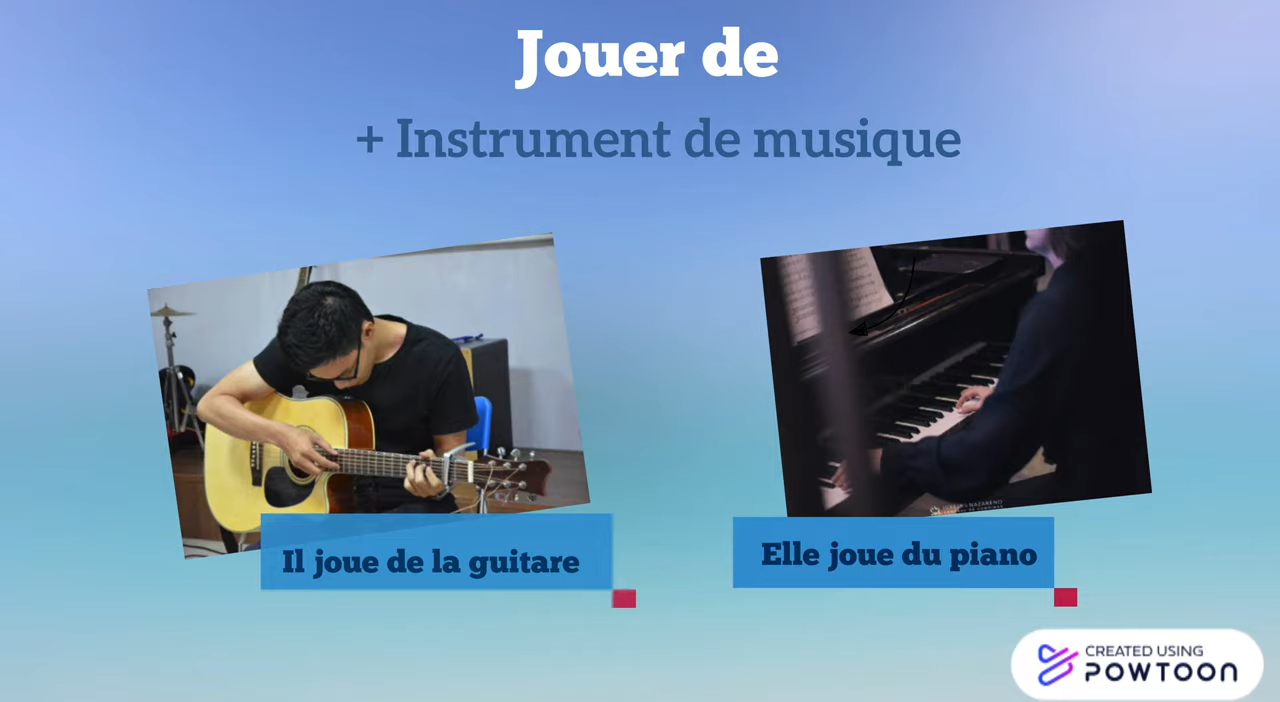 Jouer de
+ Instrument de musique
Il joue de la guitare
Elle joue du piano
CREATED USING
POWTOON